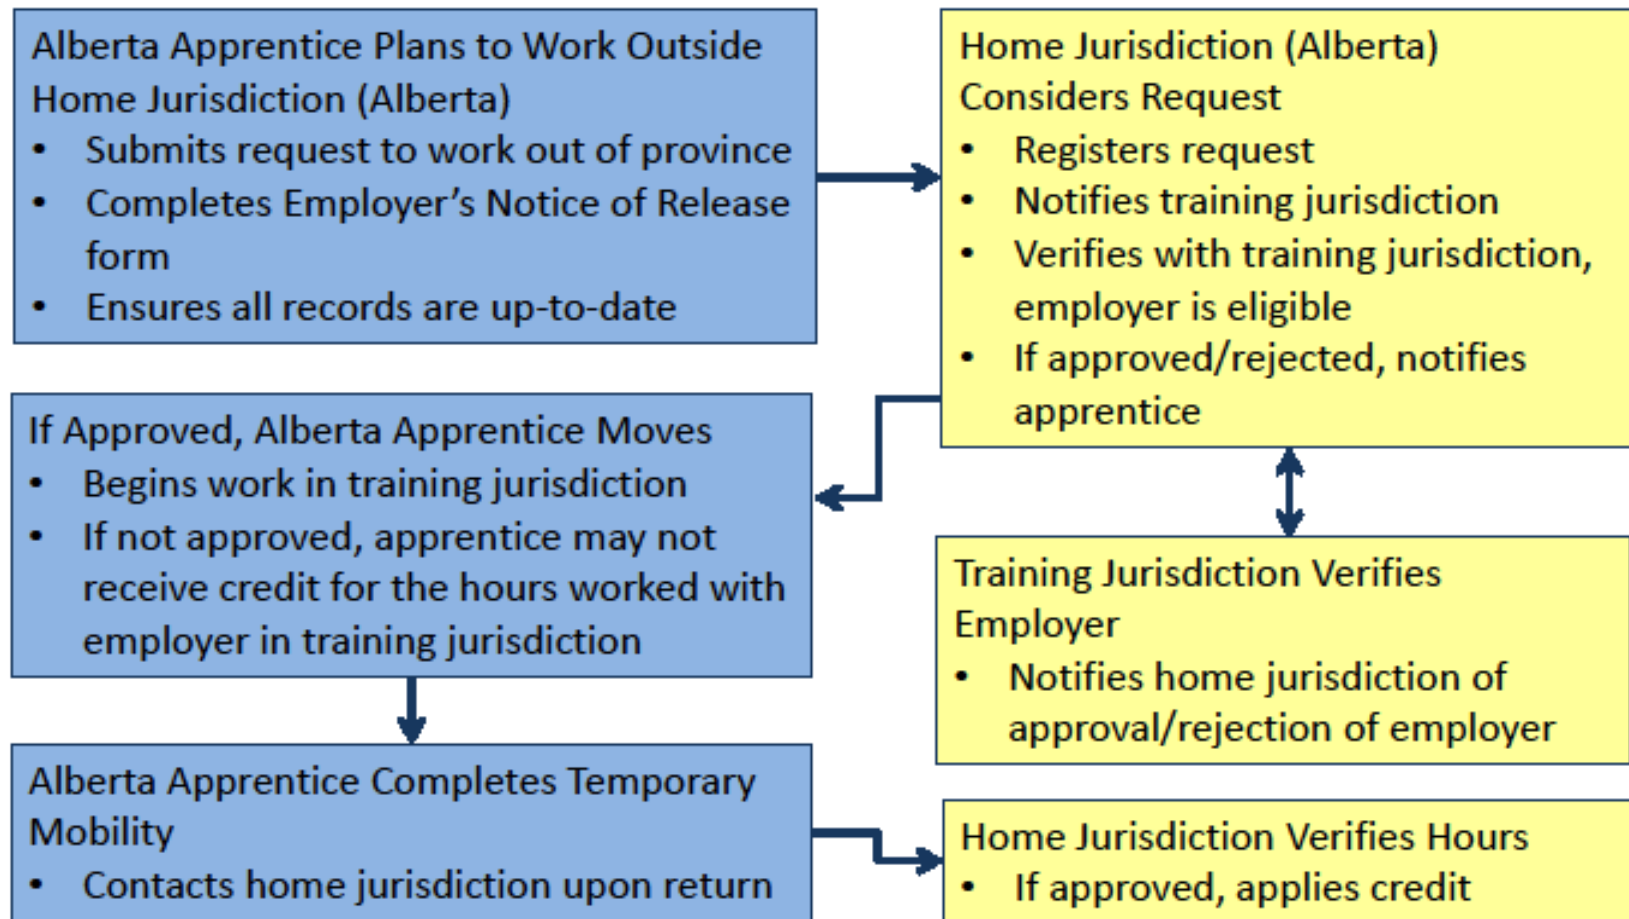 Alberta Apprentice Plans to Work Outside
Home Jurisdiction (Alberta)
• Submits request to work out of province
• Completes Employer's Notice of Release
form
• Ensures all records are up-to-date
Home Jurisdiction (Alberta)
Considers Request
• Registers request
• Notifies training jurisdiction
• Verifies with training jurisdiction,
employer is eligible
• If approved/rejected, notifies
apprentice
If Approved, Alberta Apprentice Moves
• Begins work in training jurisdiction
• If not approved, apprentice may not
receive credit for the hours worked with
employer in training jurisdiction
Training Jurisdiction Verifies
Employer
• Notifies home jurisdiction of
approval/rejection of employer
Alberta Apprentice Completes Temporary
Mobility
• Contacts home jurisdiction upon return
Home Jurisdiction Verifies Hours
• If approved, applies credit